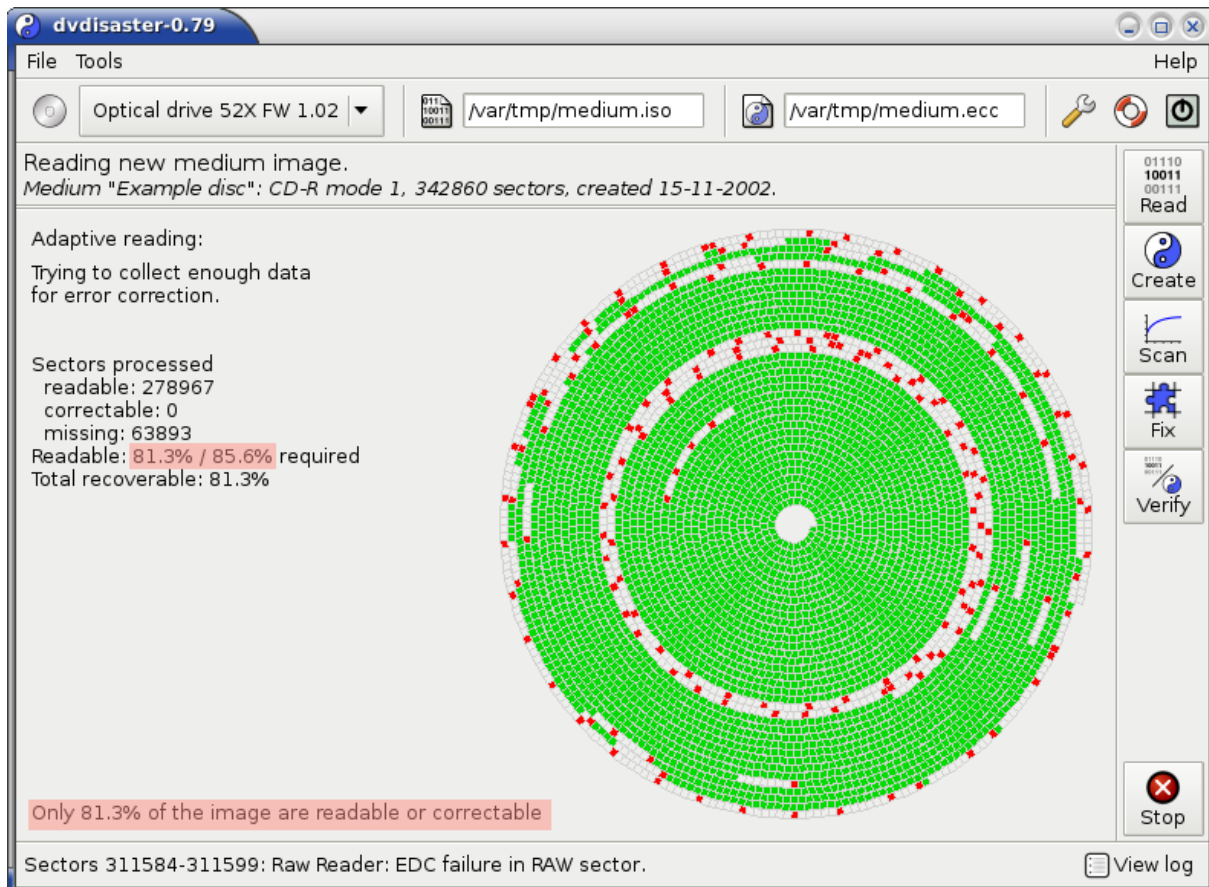 dvdisaster-0.79
File Tools Help
Optical drive 52X FW 1.02 /var/tmp/medium.iso /var/tmp/medium.ecc
Reading new medium image.
Medium "Example disc": CD-R mode 1, 342860 sectors, created 15-11-2002.
Adaptive reading:
Trying to collect enough data
for error correction.
Sectors processed
readable: 278967
correctable: 0
missing: 63893
Readable: 81.3% / 85.6% required
Total recoverable: 81.3%
Only 81.3% of the image are readable or correctable
01110
10011
00111
Read
Create
Scan
Fix
Verify
Stop
Sectors 311584-311599: Raw Reader: EDC failure in RAW sector.
View log